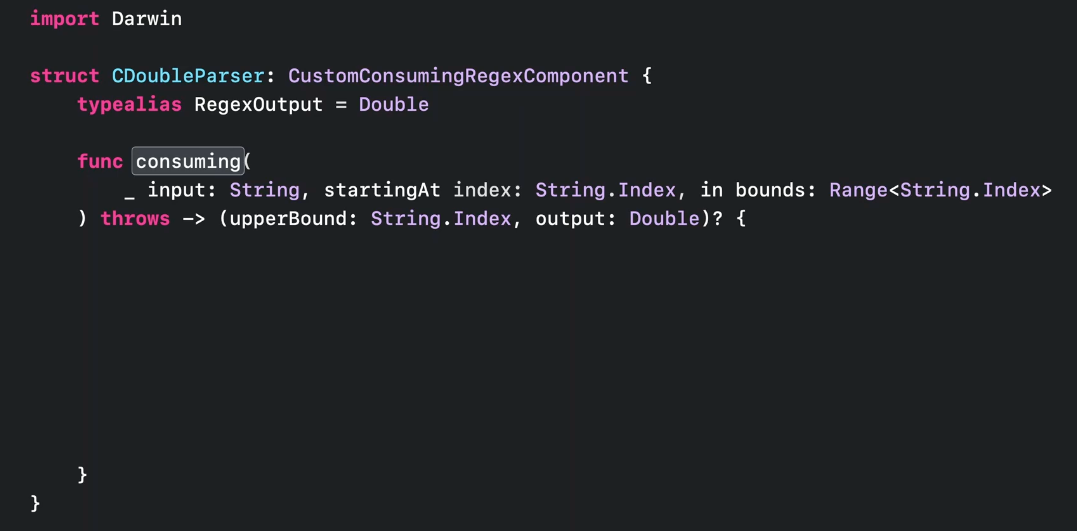 import Darwin
struct CDoubleParser: CustomConsumingRegexComponent {
    typealias RegexOutput = Double
    func consuming(
        _ input: String, startingAt index: String.Index, in bounds: Range<String.Index>
    ) throws -> (upperBound: String.Index, output: Double)? {
    }
}